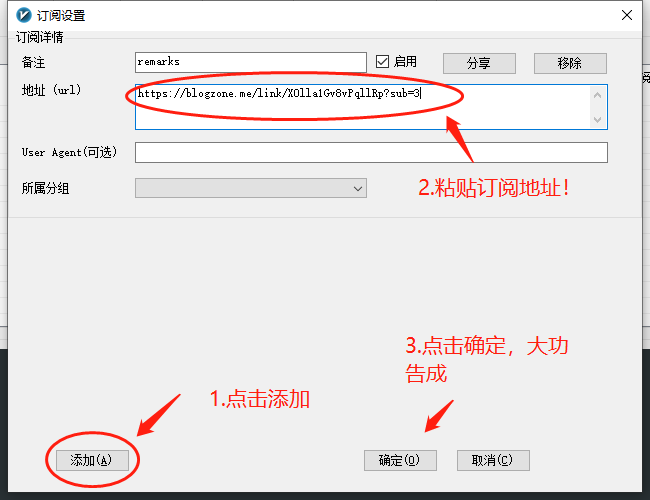 订阅设置
订阅详情
备注
remarks
启用
分享
移除
地址 (url)
https://blogzone.me/link/XOlla1Gv8vPqllRp?sub=3
User Agent(可选)
所属分组
2.粘贴订阅地址!
3.点击确定，大功
告成
1.点击添加
添加(A)
确定(O)
取消(C)